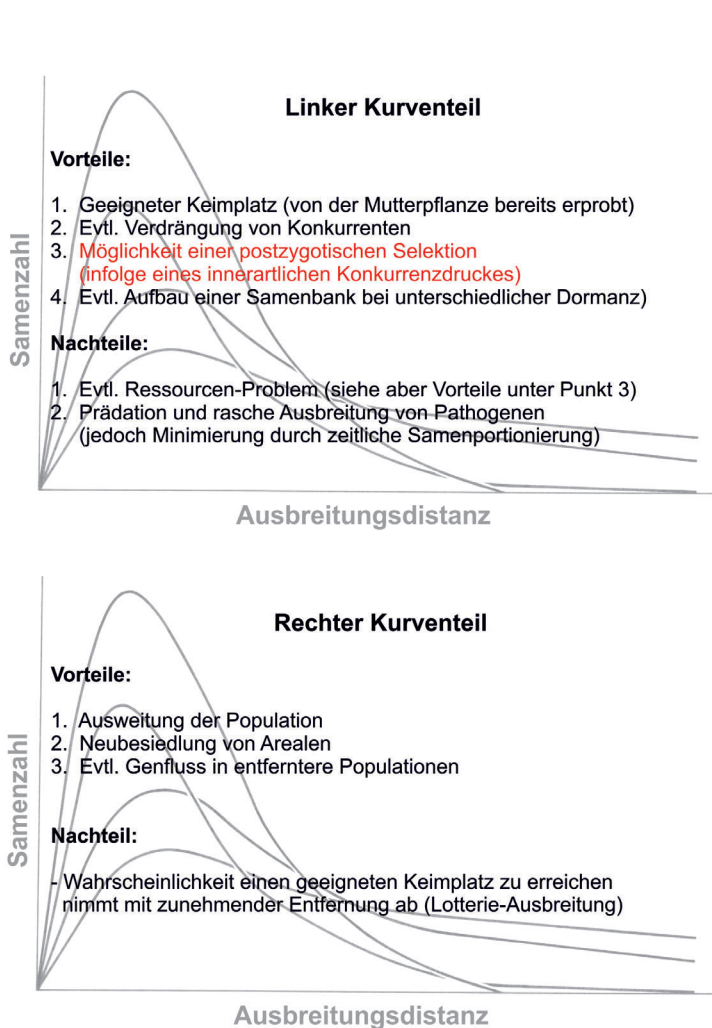 Linker Kurventeil
Vorteile:
1. Geeigneter Keimplatz (von der Mutterpflanze bereits erprobt)
2. Evtl. Verdrängung von Konkurrenten
3. Möglichkeit einer postzygotischen Selektion
(infolge eines innerartlichen Konkurrenzdruckes)
4. Evtl. Aufbau einer Samenbank bei unterschiedlicher Dormanz)
Nachteile:
1. Evtl. Ressourcen-Problem (siehe aber Vorteile unter Punkt 3)
2. Prädation und rasche Ausbreitung von Pathogenen
(jedoch Minimierung durch zeitliche Samenportionierung)
Samenzahl
Ausbreitungsdistanz
Rechter Kurventeil
Vorteile:
1. Ausweitung der Population
2. Neubesiedlung von Arealen
3. Evtl. Genfluss in entferntere Populationen
Nachteil:
- Wahrscheinlichkeit einen geeigneten Keimplatz zu erreichen
nimmt mit zunehmender Entfernung ab (Lotterie-Ausbreitung)
Samenzahl
Ausbreitungsdistanz